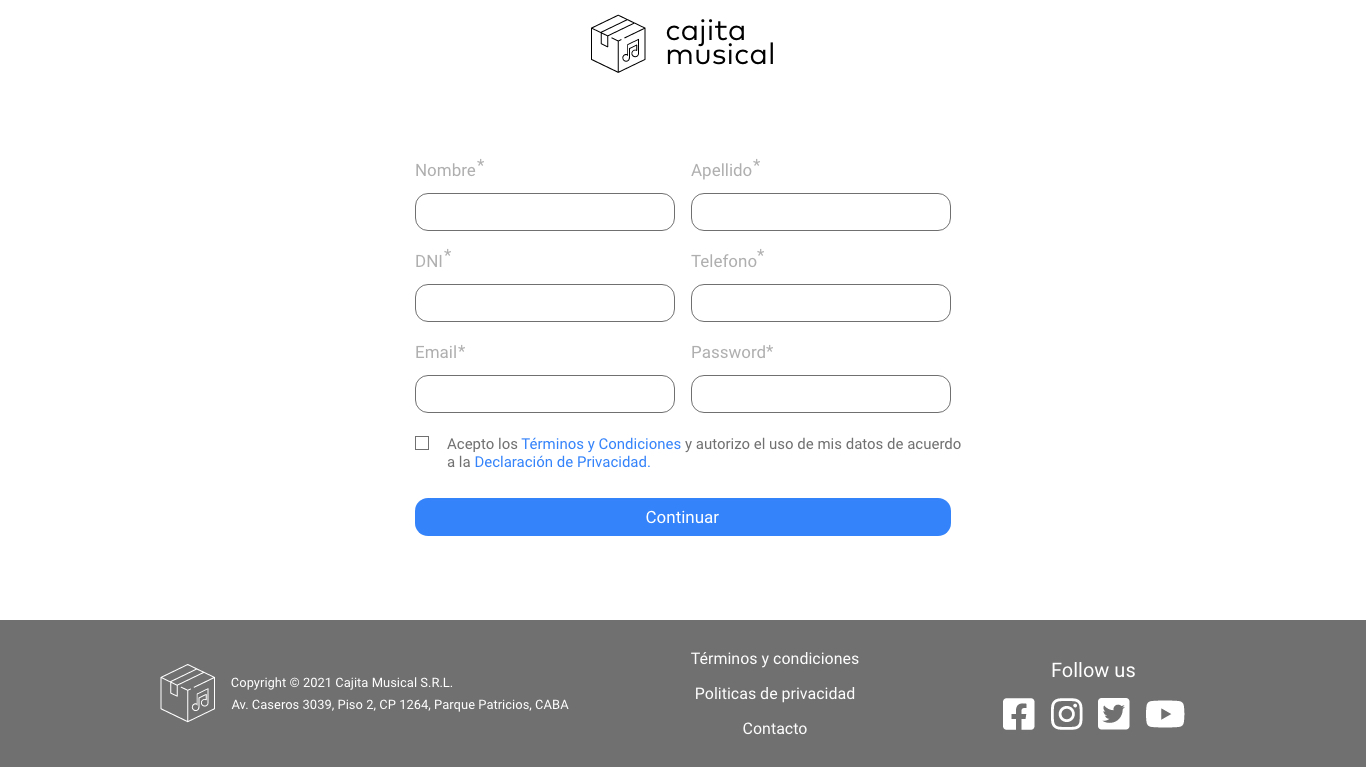 cajita
musical
Nombre*
Apellido*
DNI*
Telefono*
Email*
Password*
Acepto los Términos y Condiciones y autorizo el uso de mis datos de acuerdo
a la Declaración de Privacidad.
Continuar
Copyright © 2021 Cajita Musical S.R.L.
Av. Caseros 3039, Piso 2, CP 1264, Parque Patricios, CABA
Términos y condiciones
Politicas de privacidad
Contacto
Follow us